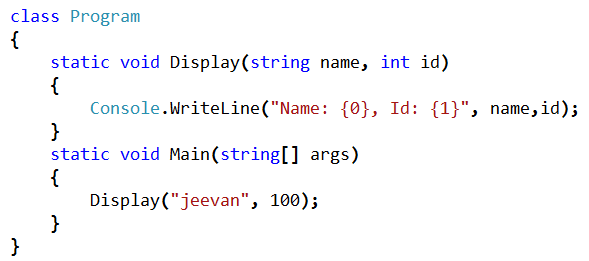 class Program
{
    static void Display(string name, int id)
    {
        Console.WriteLine("Name: {0}, Id: {1}", name,id);
    }
    static void Main(string[] args)
    {
        Display("jeevan", 100);
    }
}